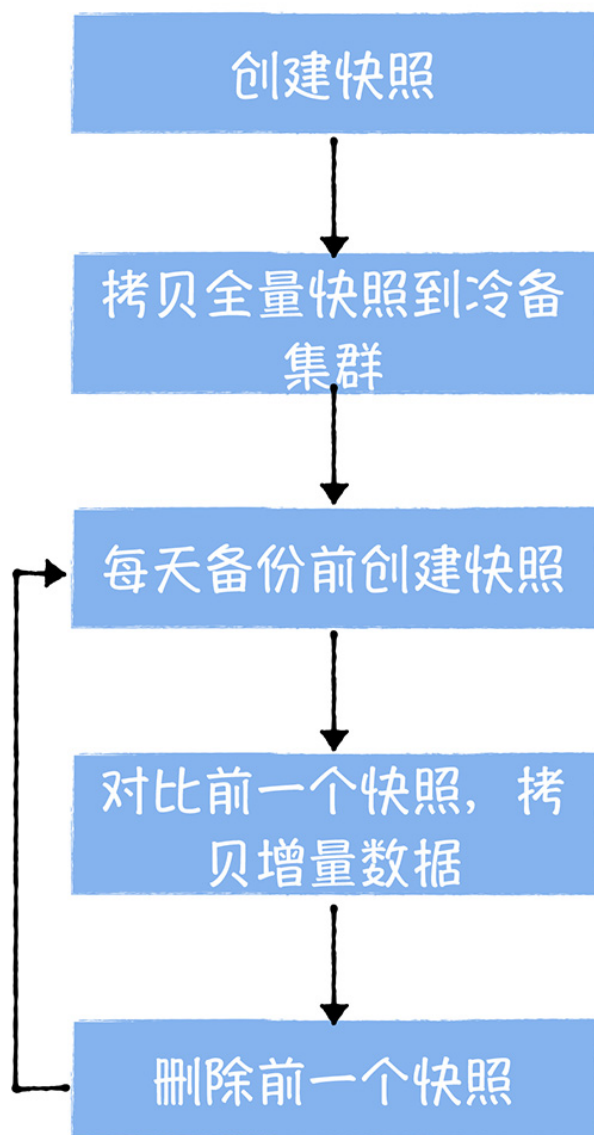 创建快照
拷贝全量快照到冷备
集群
每天备份前创建快照
对比前一个快照，拷
贝增量数据
删除前一个快照